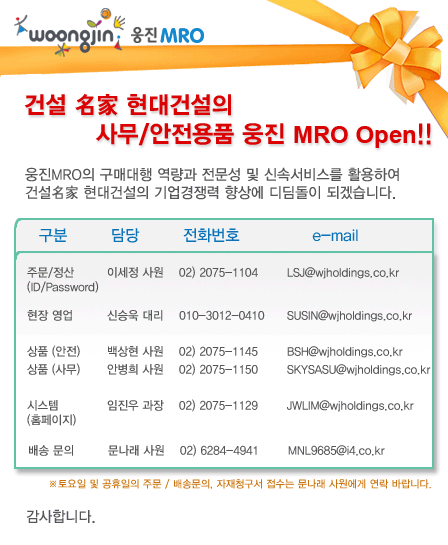 woongjin 웅진 MRO
건설 名家 현대건설의
사무/안전용품 웅진 MRO Open!!
웅진MRO의 구매대행 역량과 전문성 및 신속서비스를 활용하여
건설名家 현대건설의 기업경쟁력 향상에 디딤돌이 되겠습니다.
구분 담당 전화번호 e-mail
주문/정산 이세정 사원 02) 2075-1104 LSJ@wjholdings.co.kr
(ID/Password)
현장 영업 신승욱 대리 010-3012-0410 SUSIN@wjholdings.co.kr
상품 (안전) 백상현 사원 02) 2075-1145 BSH@wjholdings.co.kr
상품 (사무) 안병희 사원 02) 2075-1150 SKYSASU@wjholdings.co.kr
시스템 임진우 과장 02) 2075-1129 JWLIM@wjholdings.co.kr
(홈페이지)
배송 문의 문나래 사원 02) 6284-4941 MNL9685@i4.co.kr
※토요일 및 공휴일의 주문 / 배송문의, 자재청구서 접수는 문나래 사원에게 연락 바랍니다.
감사합니다.